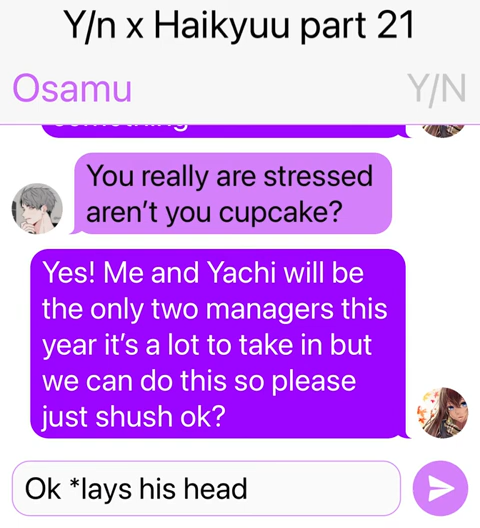 Y/n x Haikyuu part 21
Osamu
Y/N
something
You really are stressed
aren't you cupcake?
Yes! Me and Yachi will be
the only two managers this
year it's a lot to take in but
we can do this so please
just shush ok?
Ok *lays his head